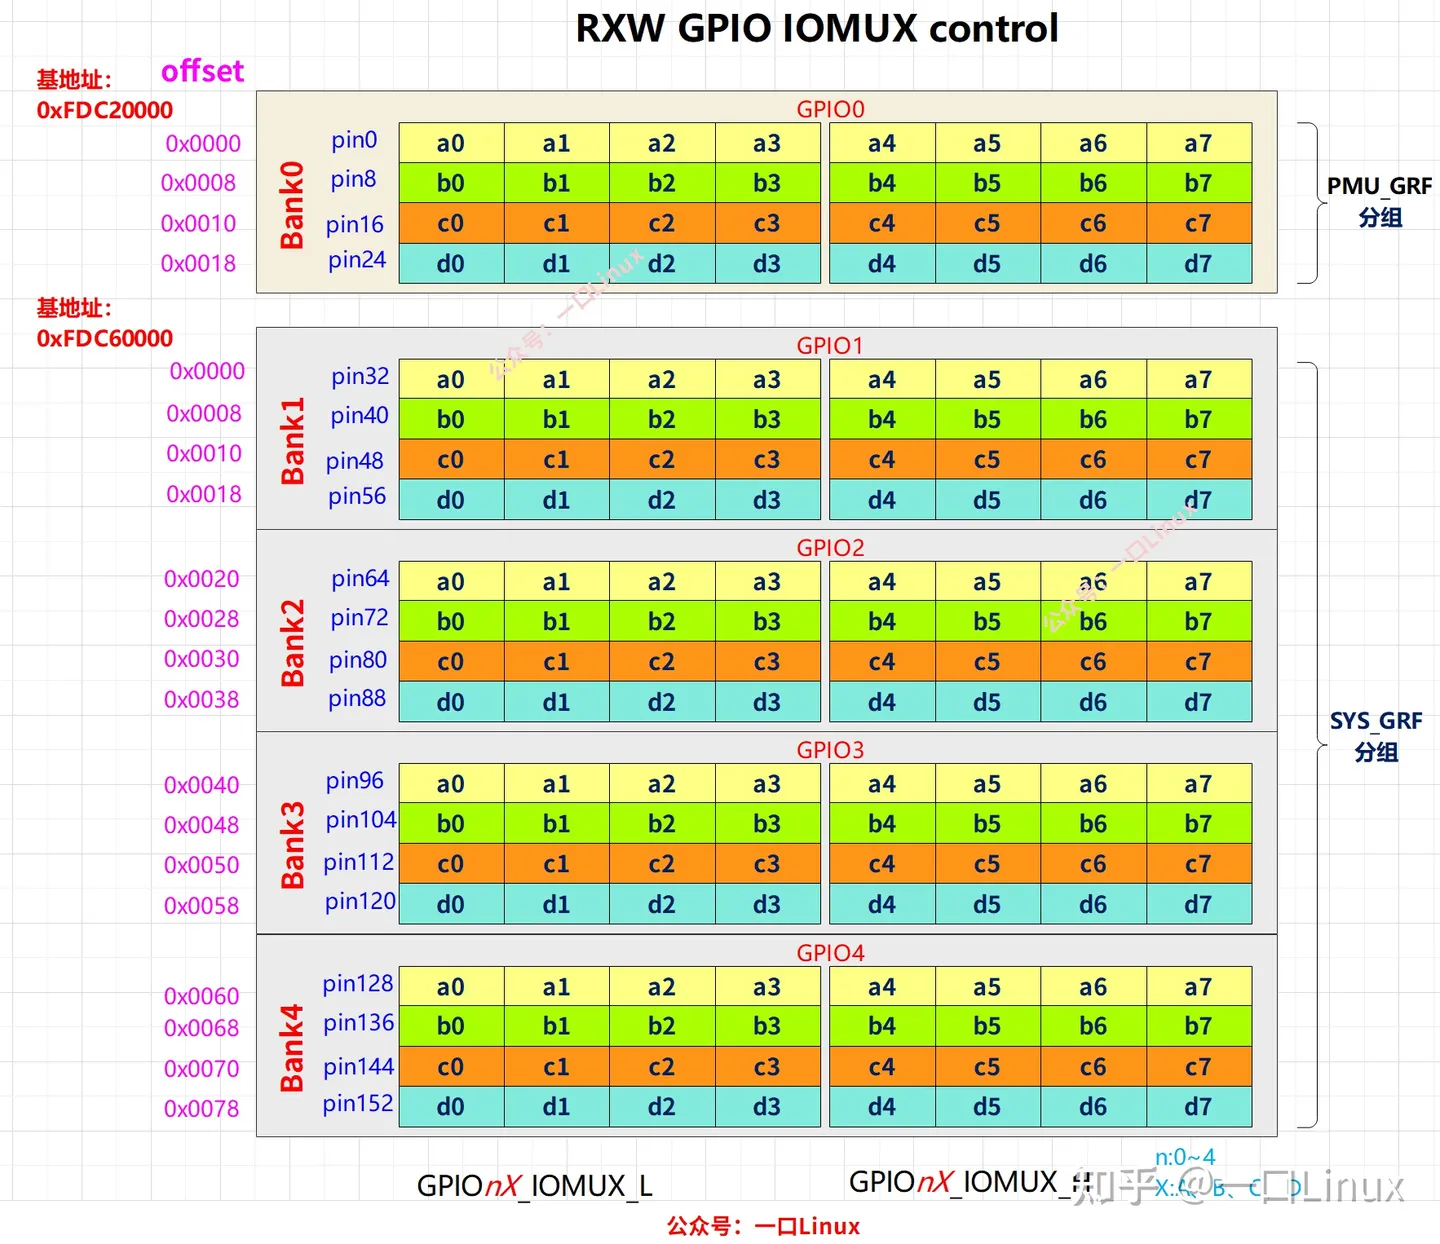 RXW GPIO IOMUX control
offset
基地址：
0xFDC20000
GPIO0
0x0000 pin0 a0 a1 a2 a3 a4 a5 a6 a7
0x0008 pin8 b0 b1 b2 b3 b4 b5 b6 b7
0x0010 pin16 c0 c1 c2 c3 c4 c5 c6 c7
0x0018 pin24 d0 d1 d2 d3 d4 d5 d6 d7
Bank0
PMU_GRF
分组
公众号：一口Linux
基地址：
0xFDC60000
GPIO1
0x0000 pin32 a0 a1 a2 a3 a4 a5 a6 a7
0x0008 pin40 b0 b1 b2 b3 b4 b5 b6 b7
0x0010 pin48 c0 c1 c2 c3 c4 c5 c6 c7
0x0018 pin56 d0 d1 d2 d3 d4 d5 d6 d7
Bank1
GPIO2
0x0020 pin64 a0 a1 a2 a3 a4 a5 a6 a7
0x0028 pin72 b0 b1 b2 b3 b4 b5 b6 b7
0x0030 pin80 c0 c1 c2 c3 c4 c5 c6 c7
0x0038 pin88 d0 d1 d2 d3 d4 d5 d6 d7
Bank2
公众号：一口Linux
GPIO3
0x0040 pin96 a0 a1 a2 a3 a4 a5 a6 a7
0x0048 pin104 b0 b1 b2 b3 b4 b5 b6 b7
0x0050 pin112 c0 c1 c2 c3 c4 c5 c6 c7
0x0058 pin120 d0 d1 d2 d3 d4 d5 d6 d7
Bank3
SYS_GRF
分组
GPIO4
0x0060 pin128 a0 a1 a2 a3 a4 a5 a6 a7
0x0068 pin136 b0 b1 b2 b3 b4 b5 b6 b7
0x0070 pin144 c0 c1 c2 c3 c4 c5 c6 c7
0x0078 pin152 d0 d1 d2 d3 d4 d5 d6 d7
Bank4
GPIOnX_IOMUX_L
GPIOnX_IOMUX_H
n:0~4
X:A、B、C、D
知乎 @一口Linux
公众号：一口Linux